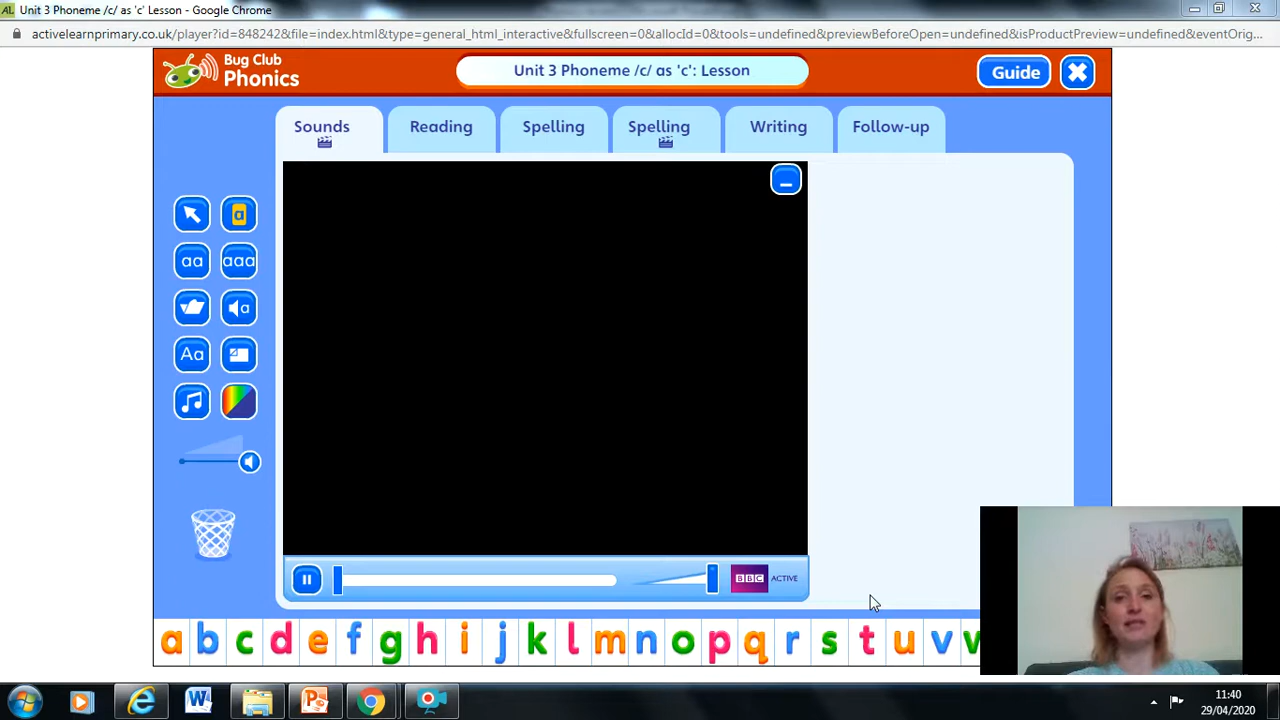 Unit 3 Phoneme /c/ as 'c' Lesson - Google Chrome
activelearnprimary.co.uk/player?id=848242&file=index.html&type=general_html_interactive&fullscreen=0&allocId=0&tools=undefined&previewBeforeOpen=undefined&isProductPreview=undefined&eventOrig...
Bug Club
Phonics
Unit 3 Phoneme /c/ as 'c': Lesson
Guide
Sounds
Reading
Spelling
Spelling
Writing
Follow-up
a
aa
aaa
a
Aa
BBC ACTIVE
a b c d e f g h i j k l m n o p q r s t u v w
11:40
29/04/2020